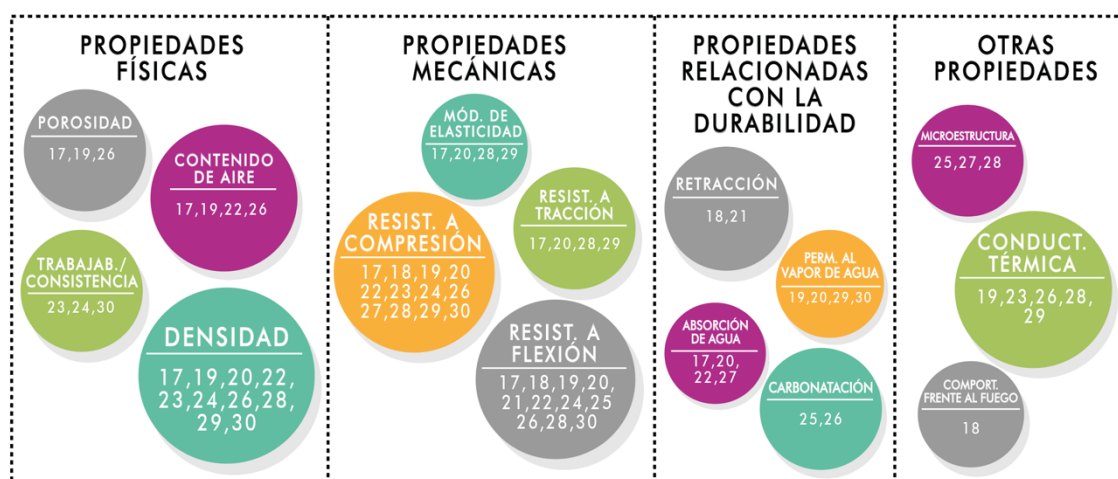 PROPIEDADES
FÍSICAS
POROSIDAD
17,19,26
CONTENIDO
DE AIRE
17,19,22,26
TRABAJAB./
CONSISTENCIA
23,24,30
DENSIDAD
17,19,20,22,
23,24,26,28,
29,30
PROPIEDADES
MECÁNICAS
MÓD. DE
ELASTICIDAD
17,20,28,29
RESIST. A
TRACCIÓN
17,20,28,29
RESIST. A
COMPRESIÓN
17,18,19,20
22,23,24,26
27,28,29,30
RESIST. A
FLEXIÓN
17,18,19,20,
21,22,24,25
26,28,30
PROPIEDADES
RELACIONADAS
CON LA
DURABILIDAD
RETRACCIÓN
18,21
PERM. AL
VAPOR DE AGUA
19,20,29,30
ABSORCIÓN
DE AGUA
17,20,
22,27
CARBONATACIÓN
25,26
OTRAS
PROPIEDADES
MICROESTRUCTURA
25,27,28
CONDUCT.
TÉRMICA
19,23,26,28,
29
COMPORT.
FRENTE AL FUEGO
18